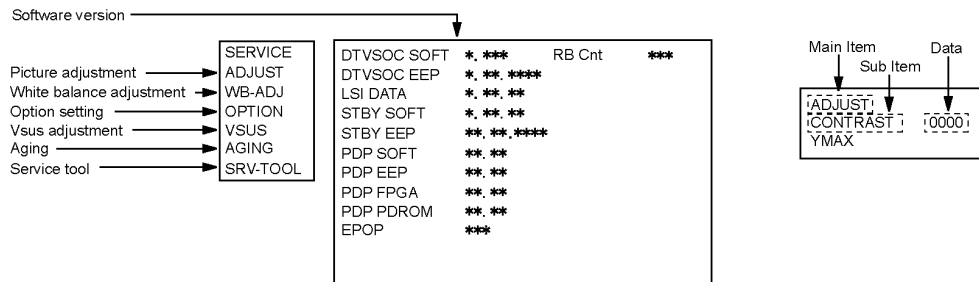 Software version
Picture adjustment
White balance adjustment
Option setting
Vsus adjustment
Aging
Service tool
SERVICE
ADJUST
WB-ADJ
OPTION
VSUS
AGING
SRV-TOOL
DTVSOC SOFT *. *** RB Cnt ***
DTVSOC EEP *. **. ****
LSI DATA *. **. **
STBY SOFT *. **. **
STBY EEP **. **.****
PDP SOFT **. **
PDP EEP **. **
PDP FPGA **. **
PDP PDROM **. **
EPOP ***
Main Item
Sub Item
Data
ADJUST
CONTRAST 0000
YMAX